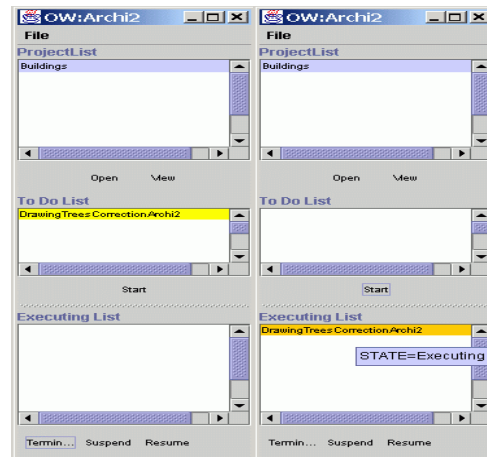 OW:Archi2
File
ProjectList
Buildings
Open View
To Do List
DrawingTreesCorrectionArchi2
Start
Executing List
Termin... Suspend Resume
OW:Archi2
File
ProjectList
Buildings
Open View
To Do List
Start
Executing List
DrawingTreesCorrectionArchi2
STATE=Executing
Termin... Suspend Resume